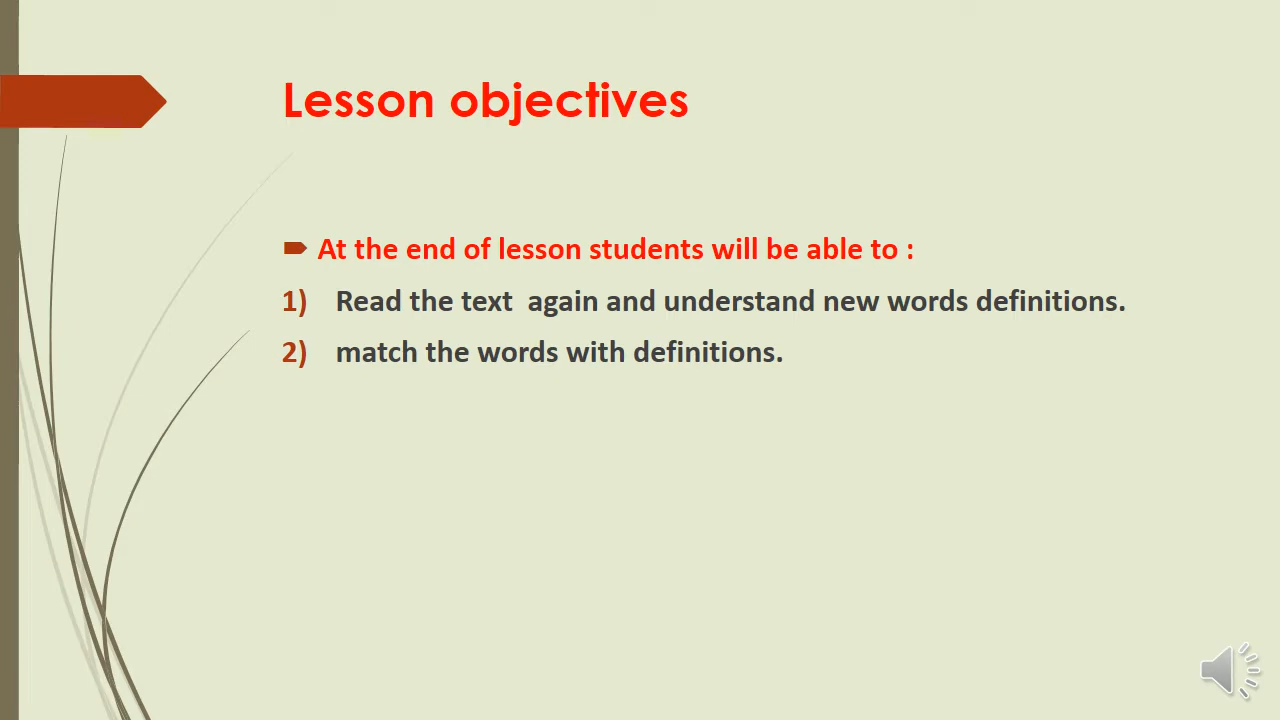 Lesson objectives
At the end of lesson students will be able to :
1) Read the text  again and understand new words definitions.
2) match the words with definitions.